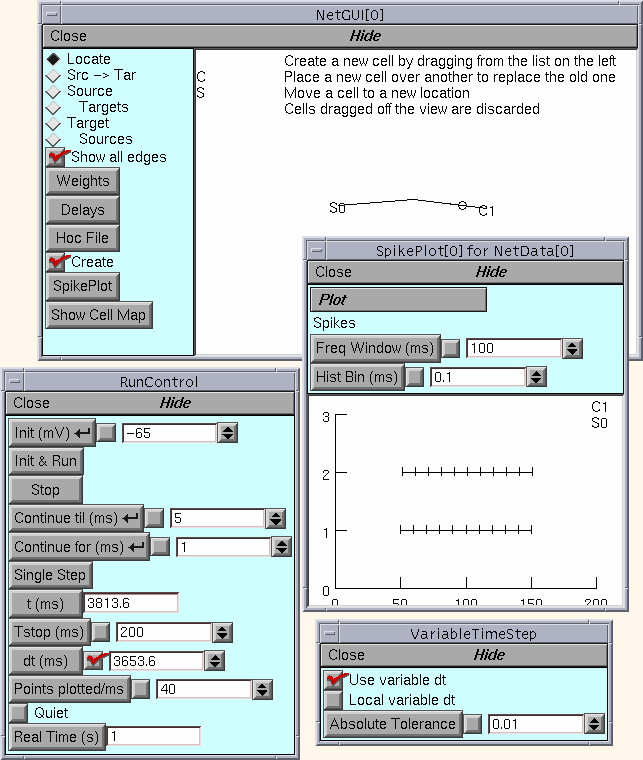 NetGUI[0]
Close Hide
Locate
Src -> Tar
Source
Targets
Target
Sources
Show all edges
Weights
Delays
Hoc File
Create
SpikePlot
Show Cell Map
C
S
Create a new cell by dragging from the list on the left
Place a new cell over another to replace the old one
Move a cell to a new location
Cells dragged off the view are discarded
S0
C1
SpikePlot[0] for NetData[0]
Close Hide
Plot
Spikes
Freq Window (ms) 100
Hist Bin (ms) 0.1
C1
S0
3
2
1
0
0 50 100 150 200
RunControl
Close Hide
Init (mV) -65
Init & Run
Stop
Continue til (ms) 5
Continue for (ms) 1
Single Step
t (ms) 3813.6
Tstop (ms) 200
dt (ms) 3653.6
Points plotted/ms 40
Quiet
Real Time (s) 1
VariableTimeStep
Close Hide
Use variable dt
Local variable dt
Absolute Tolerance 0.01